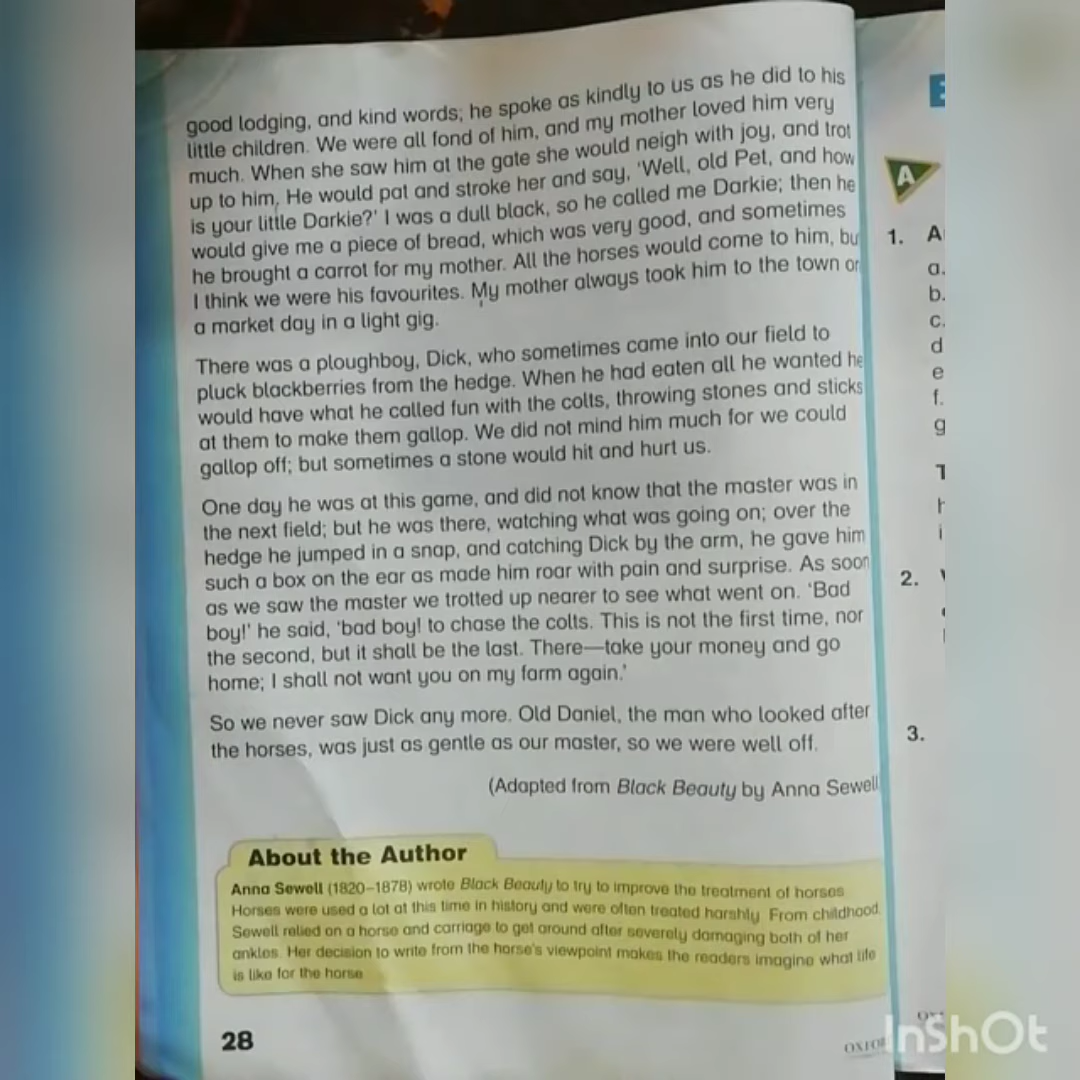 good lodging, and kind words; he spoke as kindly to us as he did to his
little children. We were all fond of him, and my mother loved him very
much. When she saw him at the gate she would neigh with joy, and trot
up to him. He would pat and stroke her and say, 'Well, old Pet, and how
is your little Darkie?' I was a dull black, so he called me Darkie; then he
would give me a piece of bread, which was very good, and sometimes
he brought a carrot for my mother. All the horses would come to him, bu
I think we were his favourites. My mother always took him to the town on
a market day in a light gig.
There was a ploughboy, Dick, who sometimes came into our field to
pluck blackberries from the hedge. When he had eaten all he wanted he
would have what he called fun with the colts, throwing stones and sticks
at them to make them gallop. We did not mind him much for we could
gallop off; but sometimes a stone would hit and hurt us.
One day he was at this game, and did not know that the master was in
the next field; but he was there, watching what was going on; over the
hedge he jumped in a snap, and catching Dick by the arm, he gave him
such a box on the ear as made him roar with pain and surprise. As soon
as we saw the master we trotted up nearer to see what went on. 'Bad
boy!' he said, 'bad boy! to chase the colts. This is not the first time, nor
the second, but it shall be the last. There—take your money and go
home; I shall not want you on my farm again.'
So we never saw Dick any more. Old Daniel, the man who looked after
the horses, was just as gentle as our master, so we were well off.
(Adapted from Black Beauty by Anna Sewell
About the Author
Anna Sewell (1820–1878) wrote Black Beauty to try to improve the treatment of horses
Horses were used a lot at this time in history and were often treated harshly. From childhood,
Sewell relied on a horse and carriage to get around after severely damaging both of her
ankles. Her decision to write from the horse's viewpoint makes the readers imagine what life
is like for the horse
28
A
1. A
a.
b.
c.
d
e
f.
g
2.
3.
InShOt